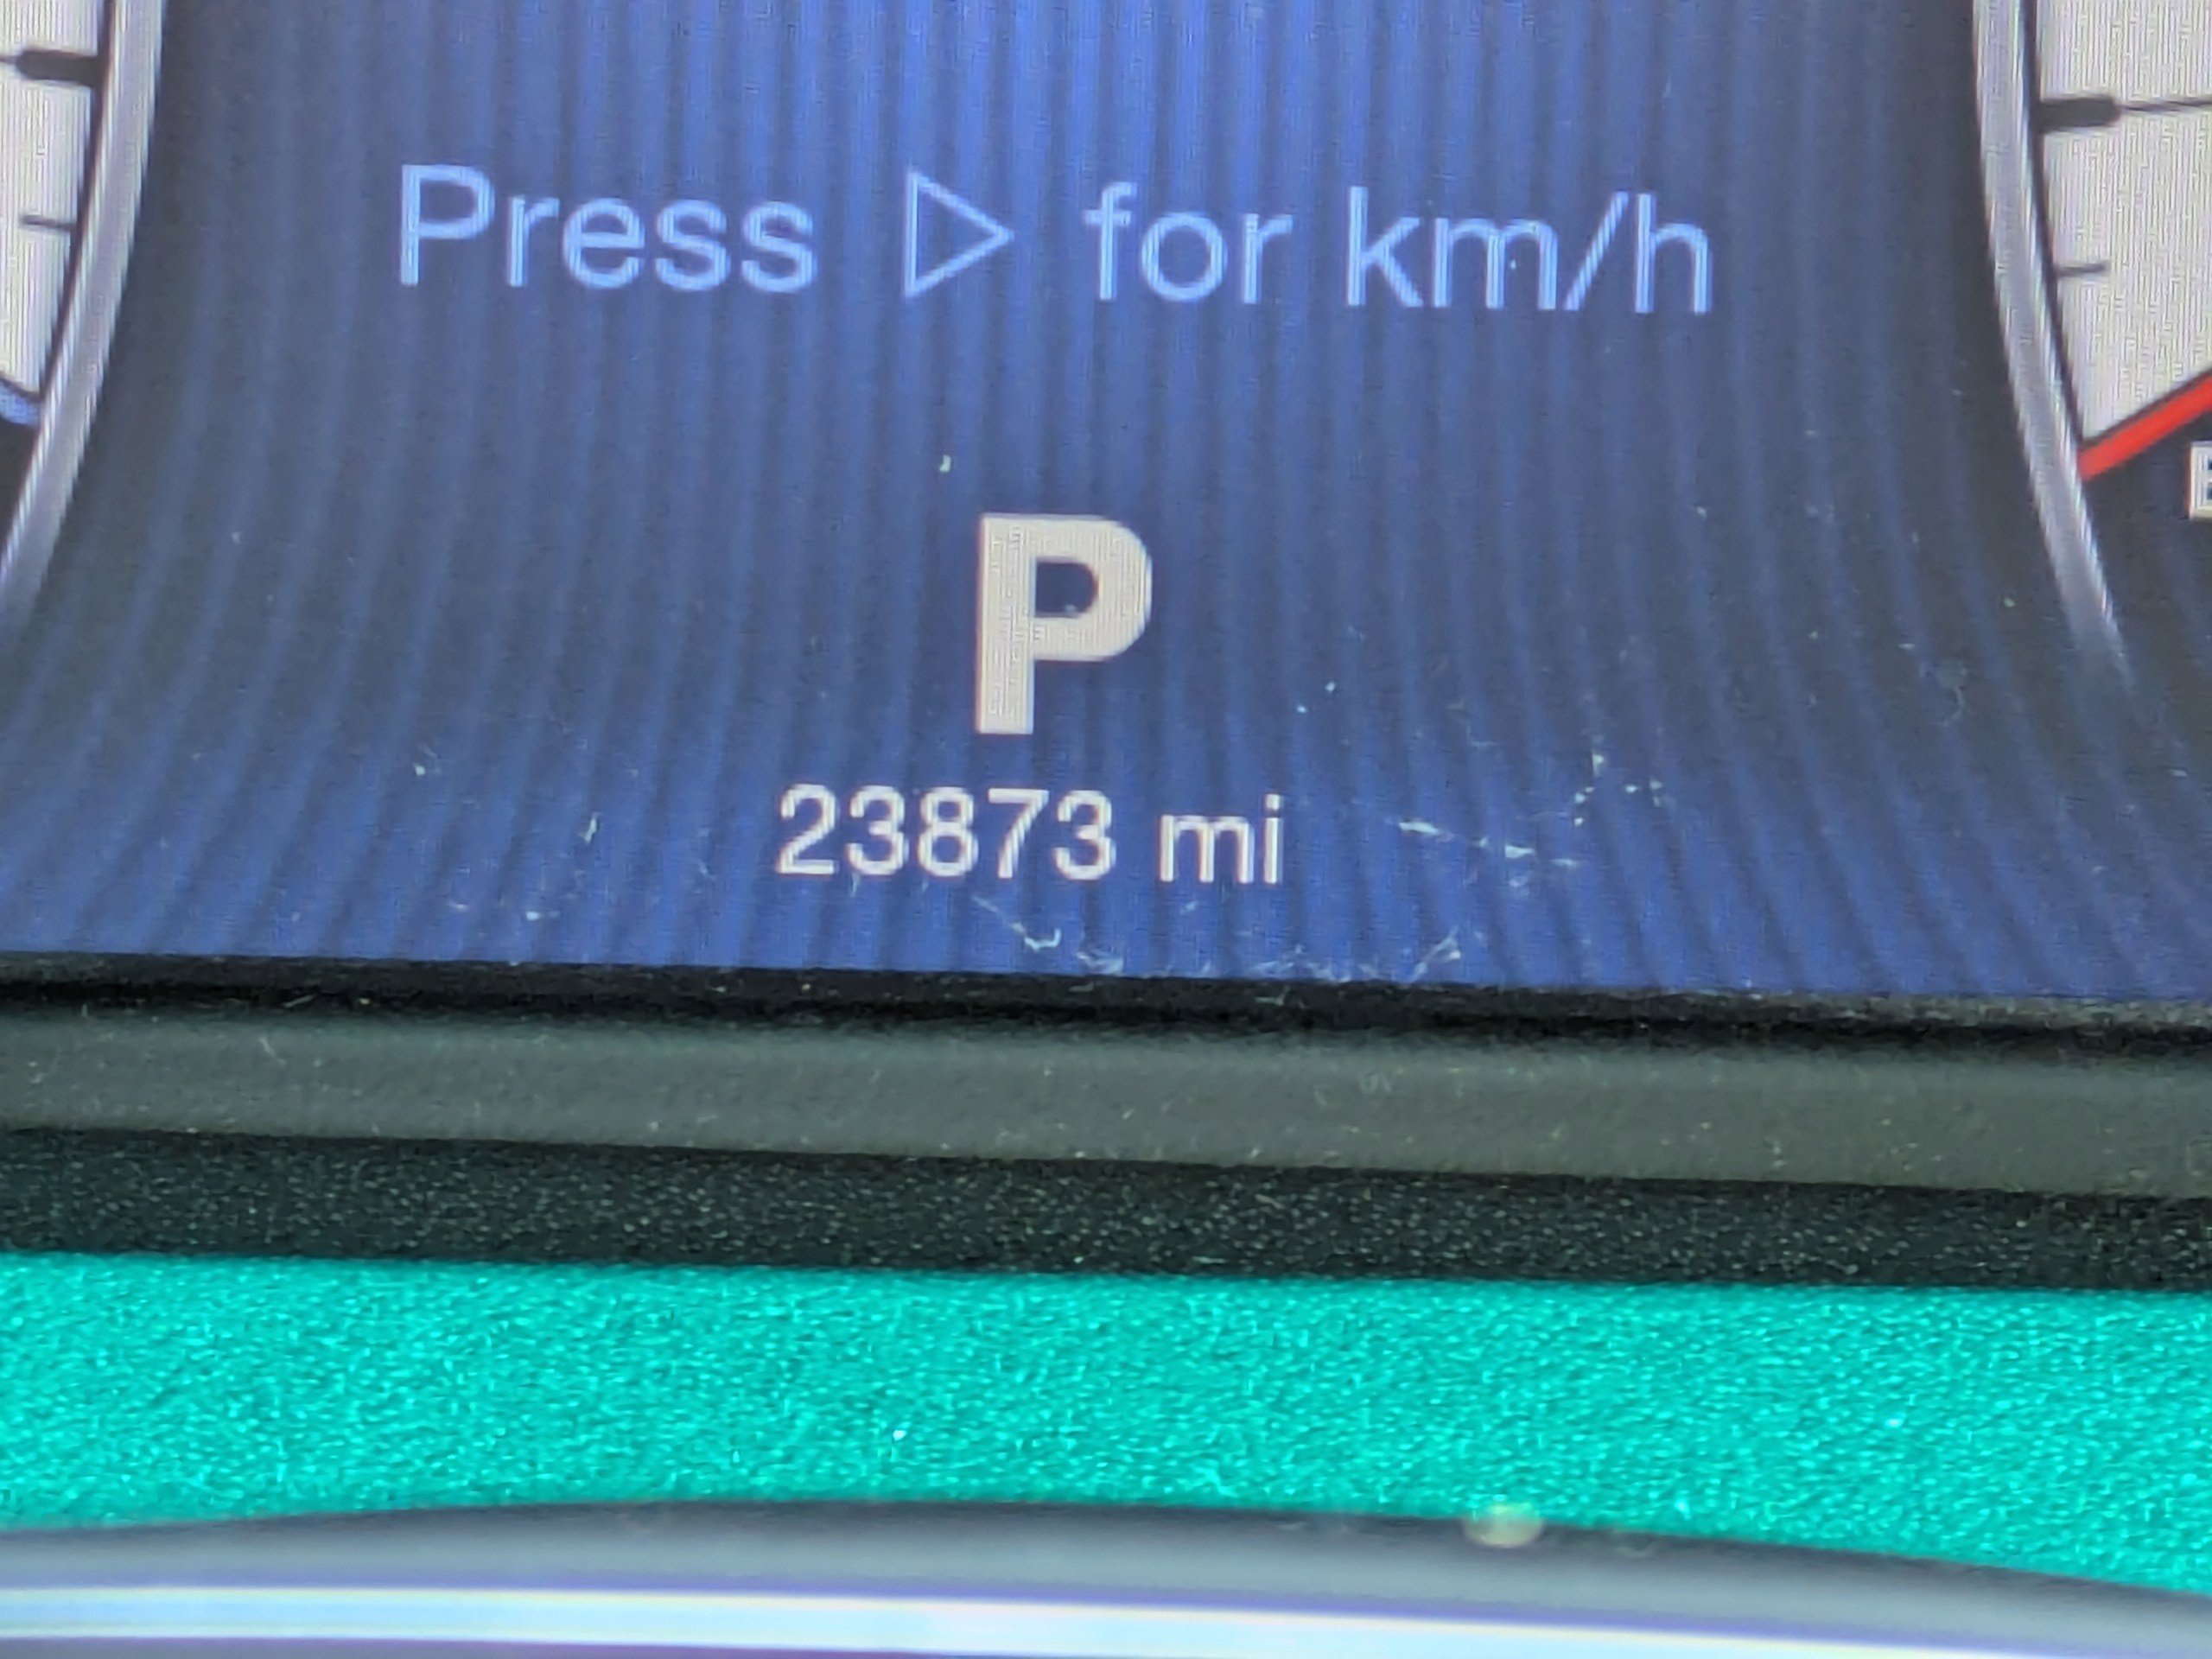 Press ▷ for km/h
P
23873 mi